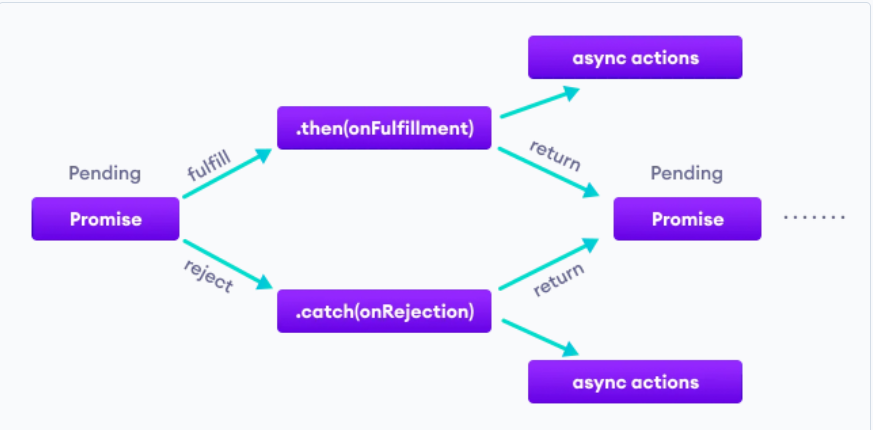 async actions
.then(onFulfillment)
fulfill
return
Pending
Pending
Promise
Promise
.......
reject
return
.catch(onRejection)
async actions